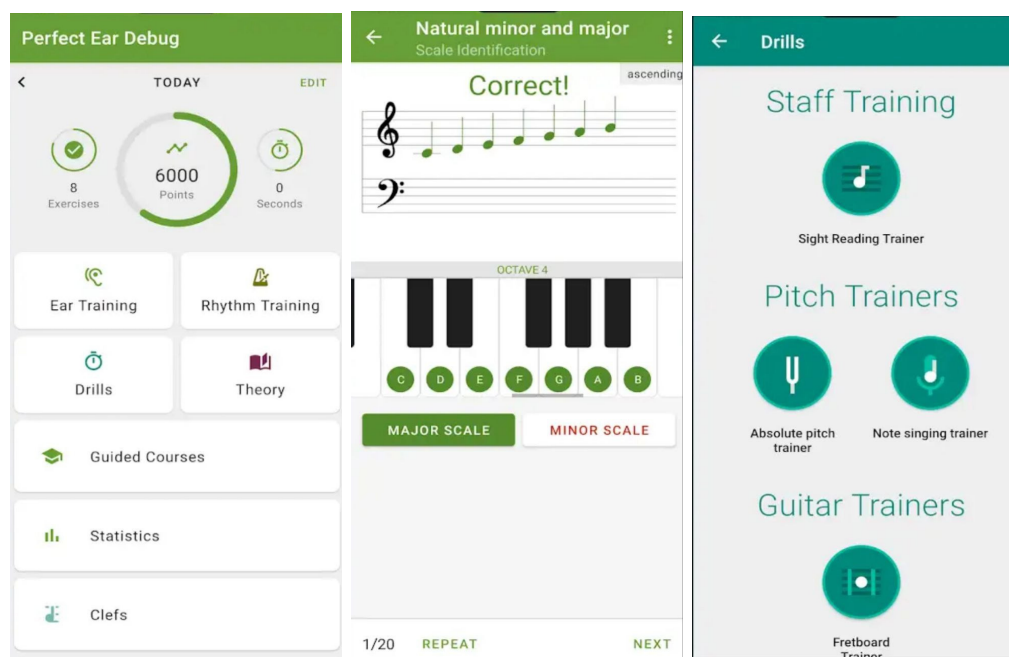 Perfect Ear Debug
TODAY
EDIT
6000
Points
8
Exercises
0
Seconds
Ear Training
Rhythm Training
Drills
Theory
Guided Courses
Statistics
Clefs
Natural minor and major
Scale Identification
ascending
Correct!
OCTAVE 4
C D E F G A B
MAJOR SCALE
MINOR SCALE
1/20
REPEAT
NEXT
Drills
Staff Training
Sight Reading Trainer
Pitch Trainers
Absolute pitch
trainer
Note singing trainer
Guitar Trainers
Fretboard
Trainer